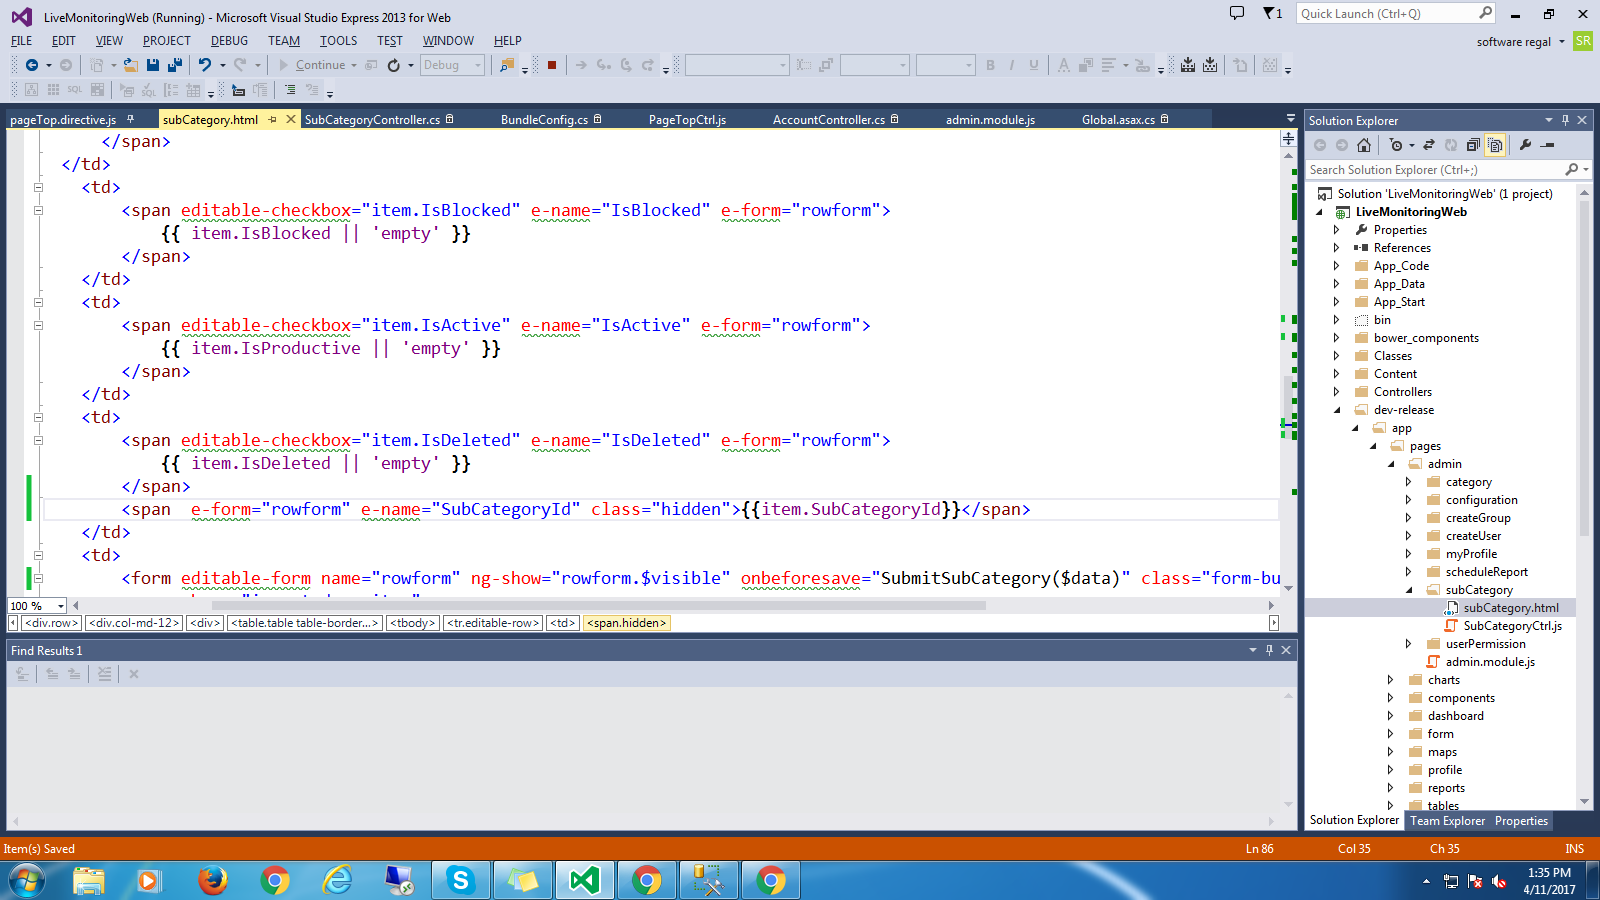 LiveMonitoringWeb (Running) - Microsoft Visual Studio Express 2013 for Web
1
Quick Launch (Ctrl+Q)
FILE EDIT VIEW PROJECT DEBUG TEAM TOOLS TEST WINDOW HELP
software regal SR
Continue Debug
B I U A
SQL SQL
pageTop.directive.js subCategory.html SubCategoryController.cs BundleConfig.cs PageTopCtrl.js AccountController.cs admin.module.js Global.asax.cs
</span>
</td>
<td>
<span editable-checkbox="item.IsBlocked" e-name="IsBlocked" e-form="rowform">
{{ item.IsBlocked || 'empty' }}
</span>
</td>
<td>
<span editable-checkbox="item.IsActive" e-name="IsActive" e-form="rowform">
{{ item.IsProductive || 'empty' }}
</span>
</td>
<td>
<span editable-checkbox="item.IsDeleted" e-name="IsDeleted" e-form="rowform">
{{ item.IsDeleted || 'empty' }}
</span>
<span  e-form="rowform" e-name="SubCategoryId" class="hidden">{{item.SubCategoryId}}</span>
</td>
<td>
<form editable-form name="rowform" ng-show="rowform.$visible" onbeforesave="SubmitSubCategory($data)" class="form-bu
100 %
<div.row> <div.col-md-12> <div> <table.table table-border...> <tbody> <tr.editable-row> <td> <span.hidden>
Find Results 1
Solution Explorer
Search Solution Explorer (Ctrl+;)
Solution 'LiveMonitoringWeb' (1 project)
LiveMonitoringWeb
Properties
References
App_Code
App_Data
App_Start
bin
bower_components
Classes
Content
Controllers
dev-release
app
pages
admin
category
configuration
createGroup
createUser
myProfile
scheduleReport
subCategory
subCategory.html
SubCategoryCtrl.js
userPermission
admin.module.js
charts
components
dashboard
form
maps
profile
reports
tables
Solution Explorer Team Explorer Properties
Item(s) Saved
Ln 86 Col 35 Ch 35 INS
1:35 PM
4/11/2017